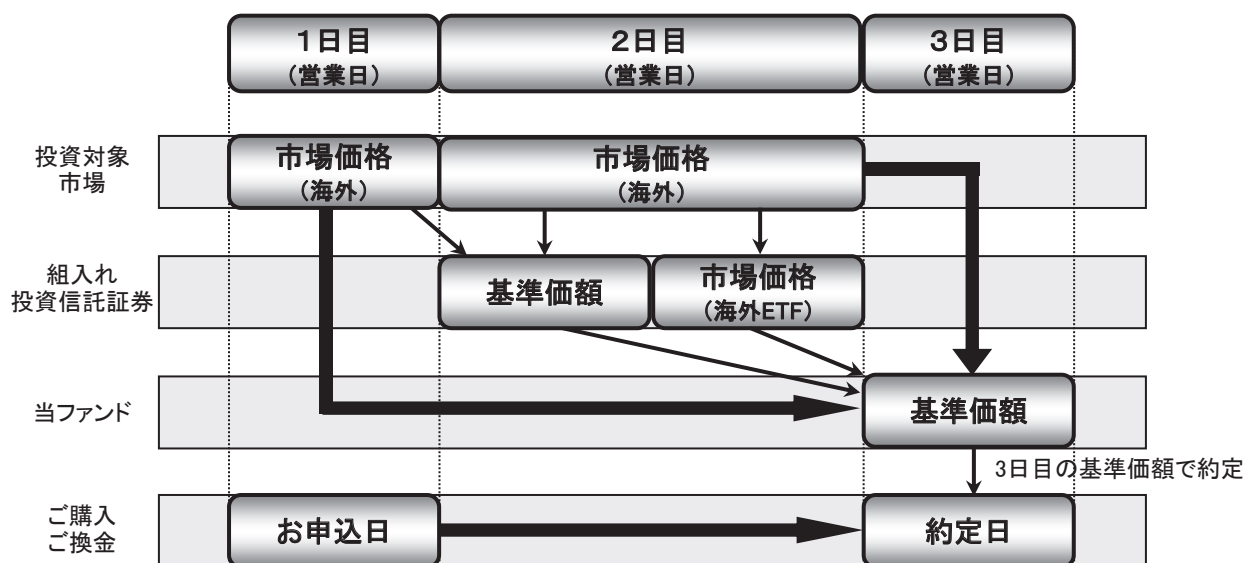 1日目
（営業日）
2日目
（営業日）
3日目
（営業日）
投資対象
市場
市場価格
（海外）
市場価格
（海外）
組入れ
投資信託証券
基準価額
市場価格
（海外ETF）
当ファンド
基準価額
3日目の基準価額で約定
ご購入
ご換金
お申込日
約定日